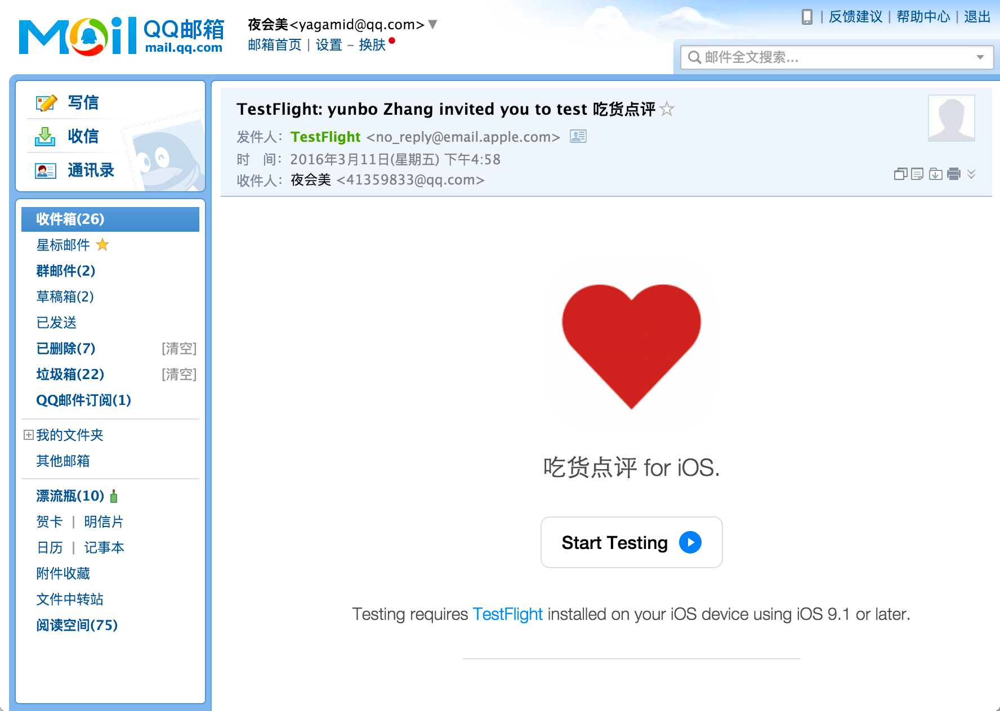 Mail QQ邮箱
mail.qq.com
夜会美<yagamid@qq.com>
邮箱首页 | 设置 - 换肤
| 反馈建议 | 帮助中心 | 退出
邮件全文搜索...
写信
收信
通讯录
收件箱(26)
星标邮件
群邮件(2)
草稿箱(2)
已发送
已删除(7) [清空]
垃圾箱(22) [清空]
QQ邮件订阅(1)
我的文件夹
其他邮箱
漂流瓶(10)
贺卡 | 明信片
日历 | 记事本
附件收藏
文件中转站
阅读空间(75)
TestFlight: yunbo Zhang invited you to test 吃货点评
发件人: TestFlight <no_reply@email.apple.com>
时 间: 2016年3月11日(星期五) 下午4:58
收件人: 夜会美 <41359833@qq.com>
吃货点评 for iOS.
Start Testing
Testing requires TestFlight installed on your iOS device using iOS 9.1 or later.